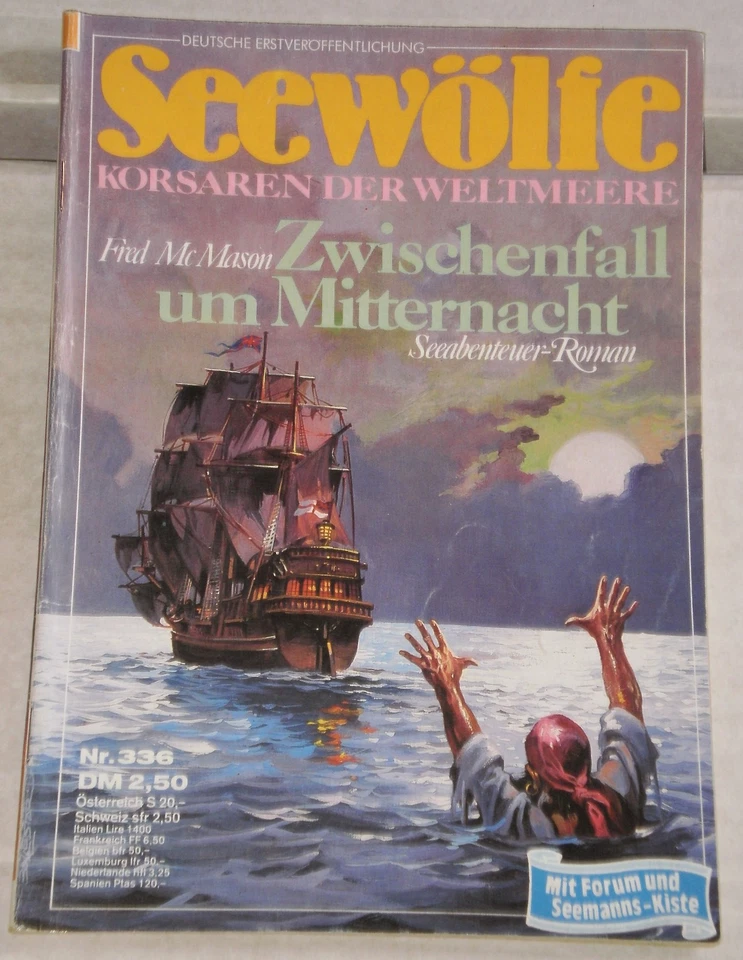 DEUTSCHE ERSTVERÖFFENTLICHUNG
Seewölfe
KORSAREN DER WELTMEERE
Fred McMason Zwischenfall
um Mitternacht
Seeabenteuer-Roman
Nr. 336
DM 2,50
Österreich S 20,-
Schweiz sfr 2,50
Italien Lire 1400
Frankreich FF 6,50
Belgien bfr 50,-
Luxemburg lfr 50,-
Niederlande hfl 3,25
Spanien Ptas 120,-
Mit Forum und
Seemanns-Kiste